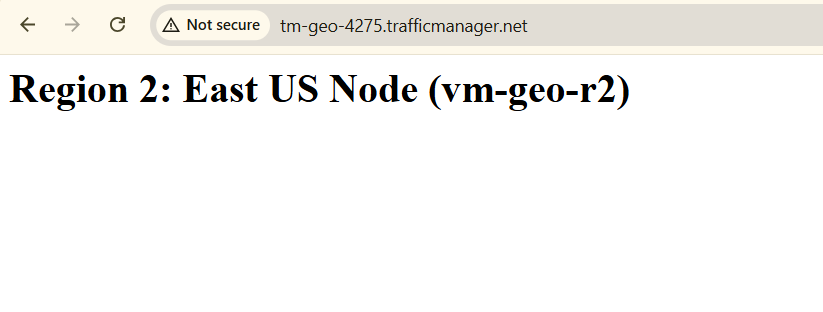 Not secure tm-geo-4275.trafficmanager.net
Region 2: East US Node (vm-geo-r2)